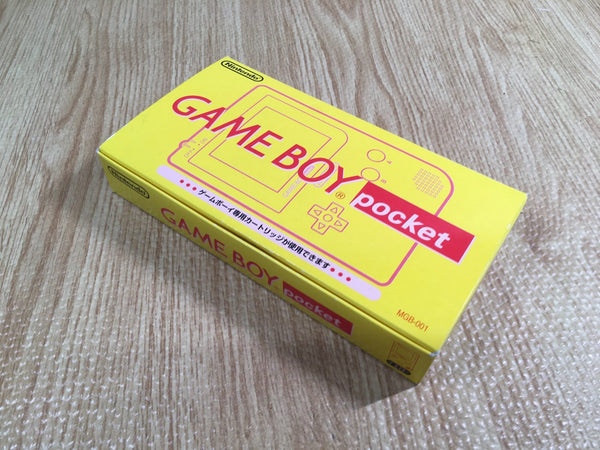 Nintendo
GAME BOY®
pocket
•••ゲームボーイ専用カートリッジが使用できます•••
MGB-001
Nintendo
GAME BOY
pocket